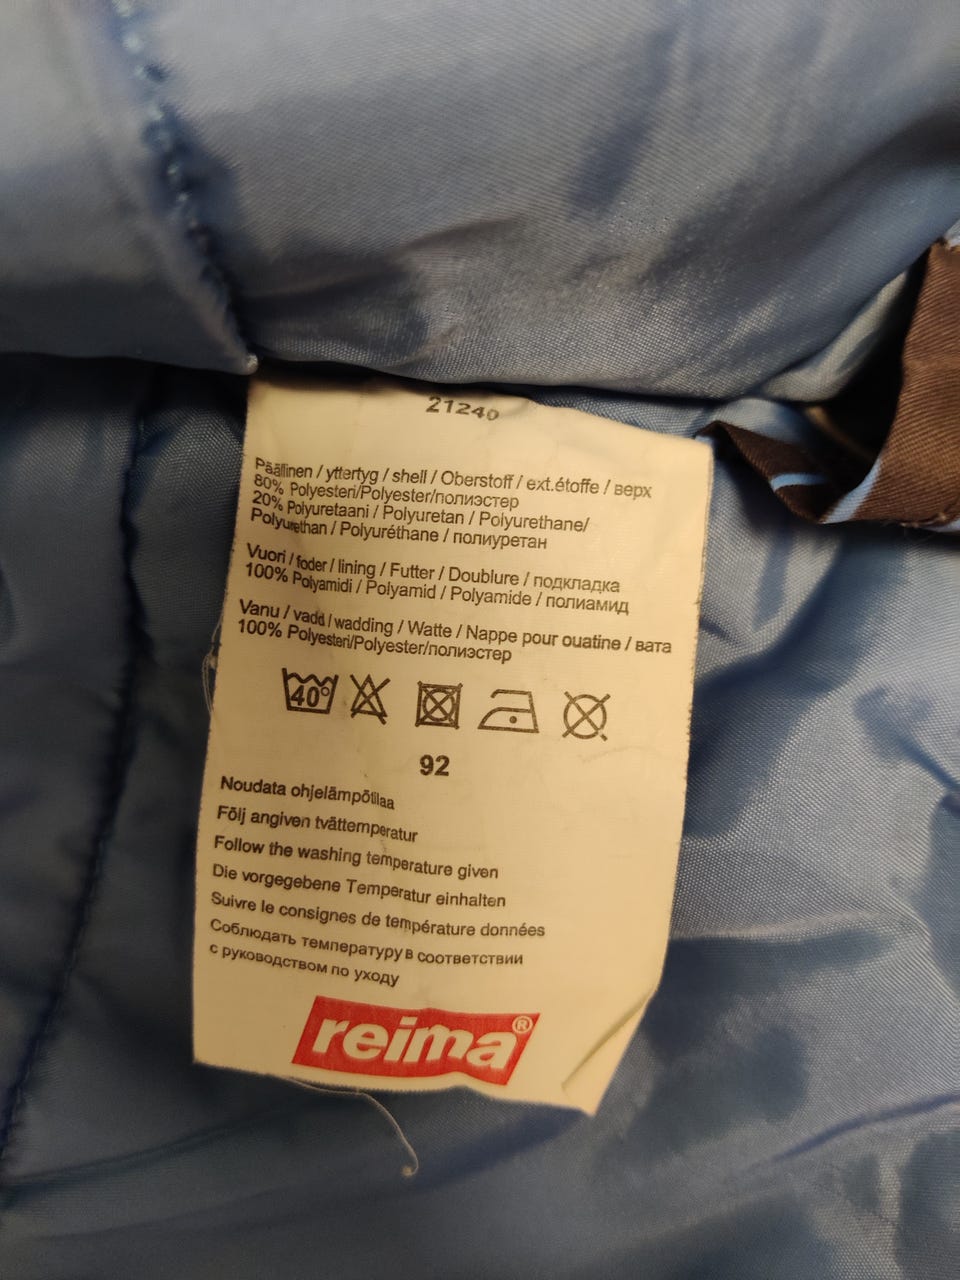 21240
Päällinen / yttertyg / shell / Oberstoff / ext.étoffe / верх
80% Polyesteri/Polyester/полиэстер
20% Polyuretaani / Polyuretan / Polyurethane/
Polyurethan / Polyuréthane / полиуретан
Vuori / foder / lining / Futter / Doublure / подкладка
100% Polyamidi / Polyamid / Polyamide / полиамид
Vanu / vadd / wadding / Watte / Nappe pour ouatine / вата
100% Polyesteri/Polyester/полиэстер
40°
92
Noudata ohjelämpötilaa
Följ angiven tvättemperatur
Follow the washing temperature given
Die vorgegebene Temperatur einhalten
Suivre le consignes de température données
Соблюдать температуру в соответствии
с руководством по уходу
reima®